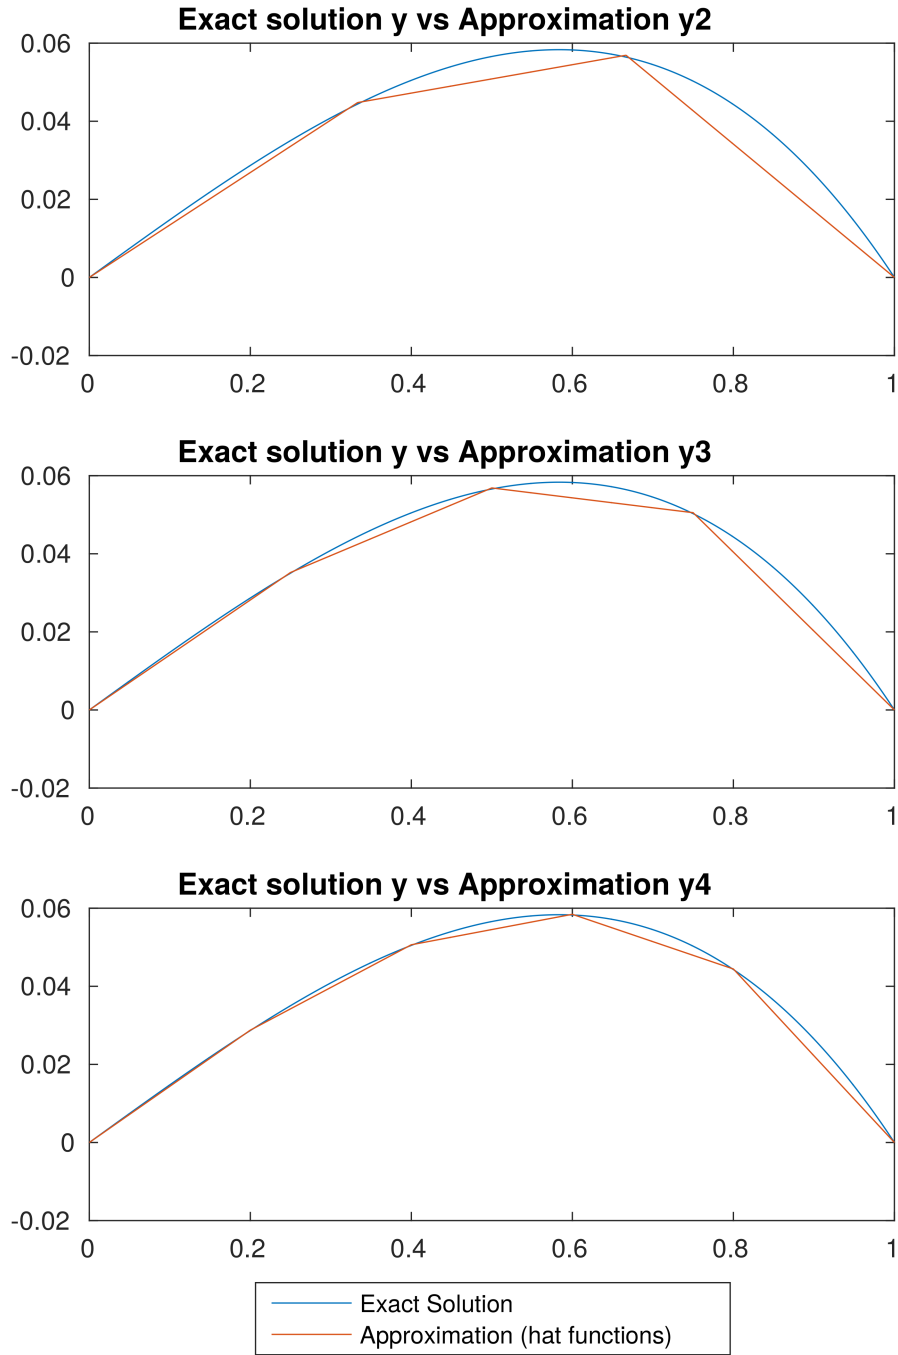 Exact solution y vs Approximation y2
0.06
0.04
0.02
0
-0.02
0 0.2 0.4 0.6 0.8 1
Exact solution y vs Approximation y3
0.06
0.04
0.02
0
-0.02
0 0.2 0.4 0.6 0.8 1
Exact solution y vs Approximation y4
0.06
0.04
0.02
0
-0.02
0 0.2 0.4 0.6 0.8 1
Exact Solution
Approximation (hat functions)